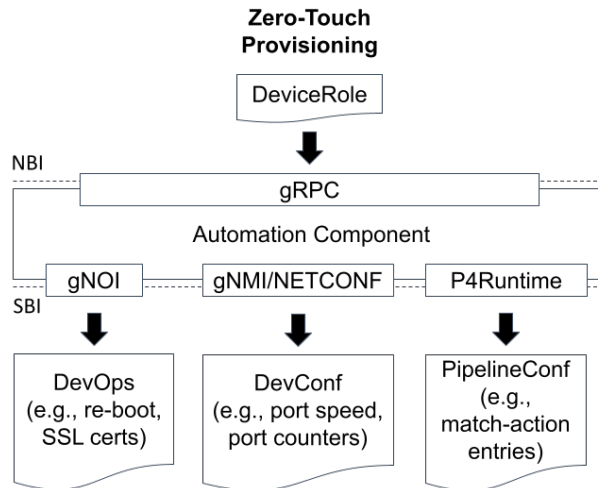 Zero-Touch
Provisioning
DeviceRole
NBI
gRPC
Automation Component
gNOI
gNMI/NETCONF
P4Runtime
SBI
DevOps
(e.g., re-boot,
SSL certs)
DevConf
(e.g., port speed,
port counters)
PipelineConf
(e.g.,
match-action
entries)